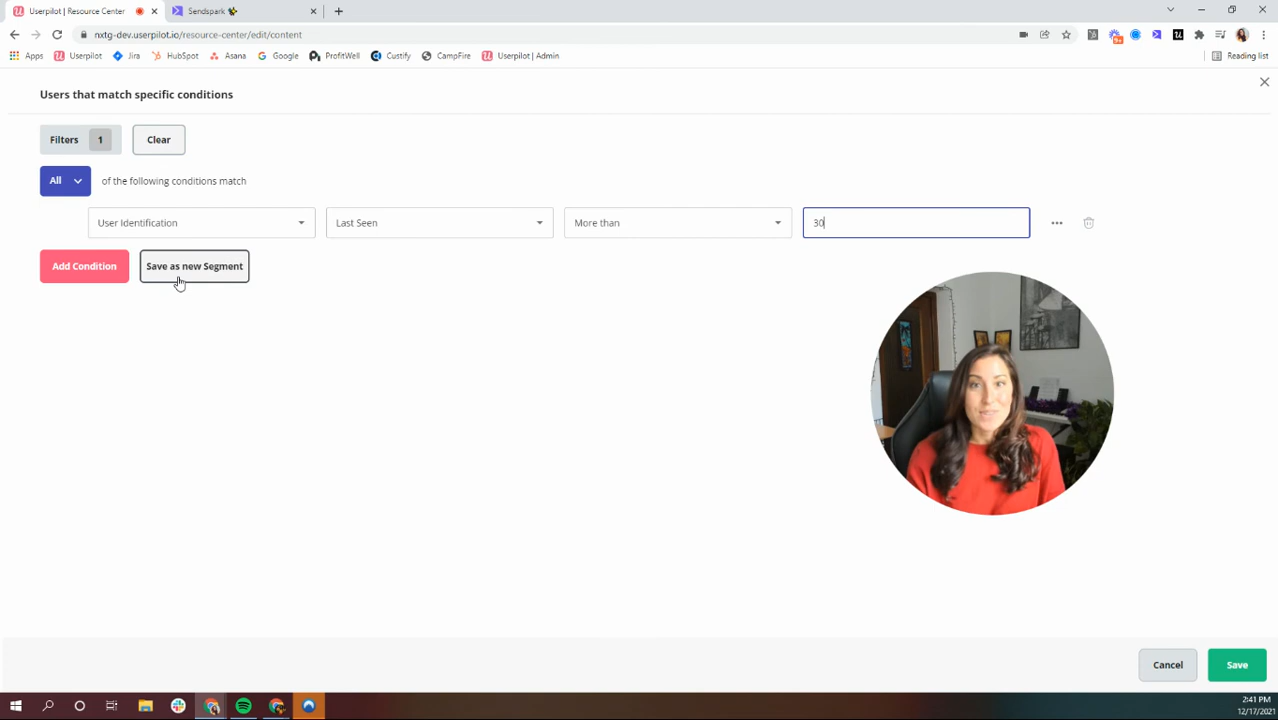 Userpilot | Resource Center
Sendspark
nxtg-dev.userpilot.io/resource-center/edit/content
Apps
Userpilot
Jira
HubSpot
Asana
Google
ProfitWell
Custify
CampFire
Userpilot | Admin
Reading list
Users that match specific conditions
Filters 1
Clear
All of the following conditions match
User Identification
Last Seen
More than
30
Add Condition
Save as new Segment
Cancel
Save
2:41 PM
12/17/2021